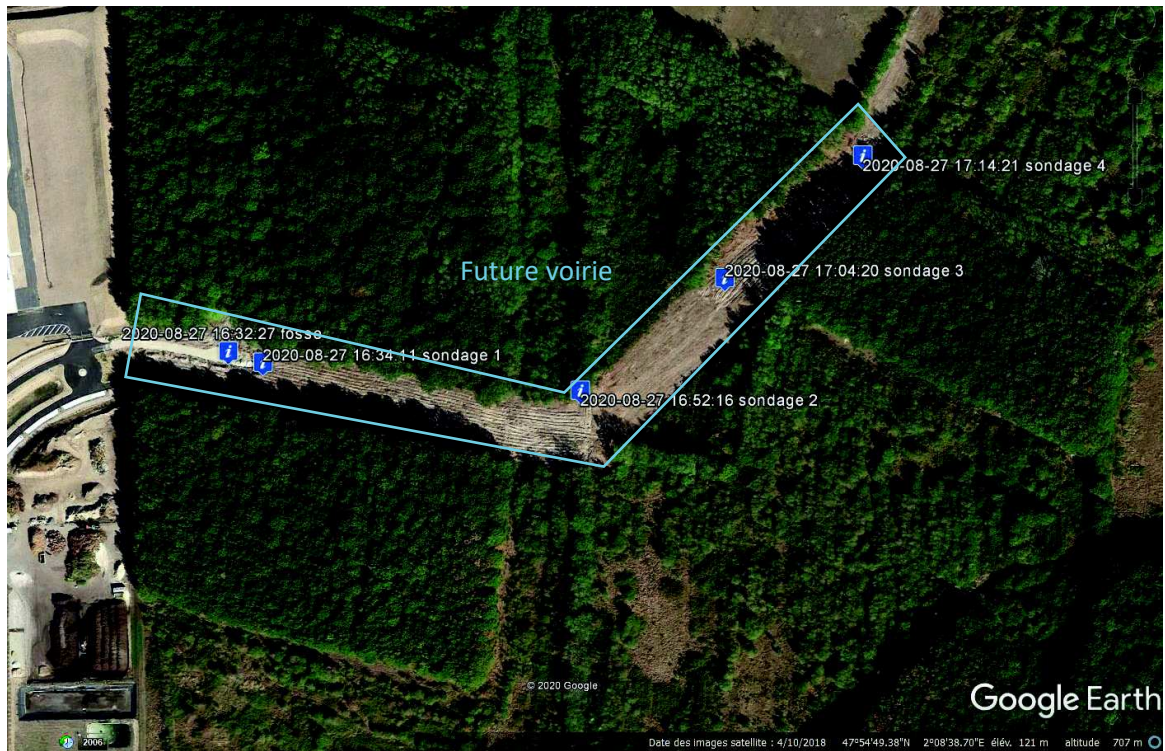 2020-08-27 17:14:21 sondage 4
Future voirie
2020-08-27 17:04:20 sondage 3
2020-08-27 16:32:27 fosse
2020-08-27 16:34:11 sondage 1
2020-08-27 16:52:16 sondage 2
© 2020 Google
Google Earth
2006
Date des images satellite : 4/10/2018 47°54'49.38"N 2°08'38.70"E élév. 121 m altitude 707 m